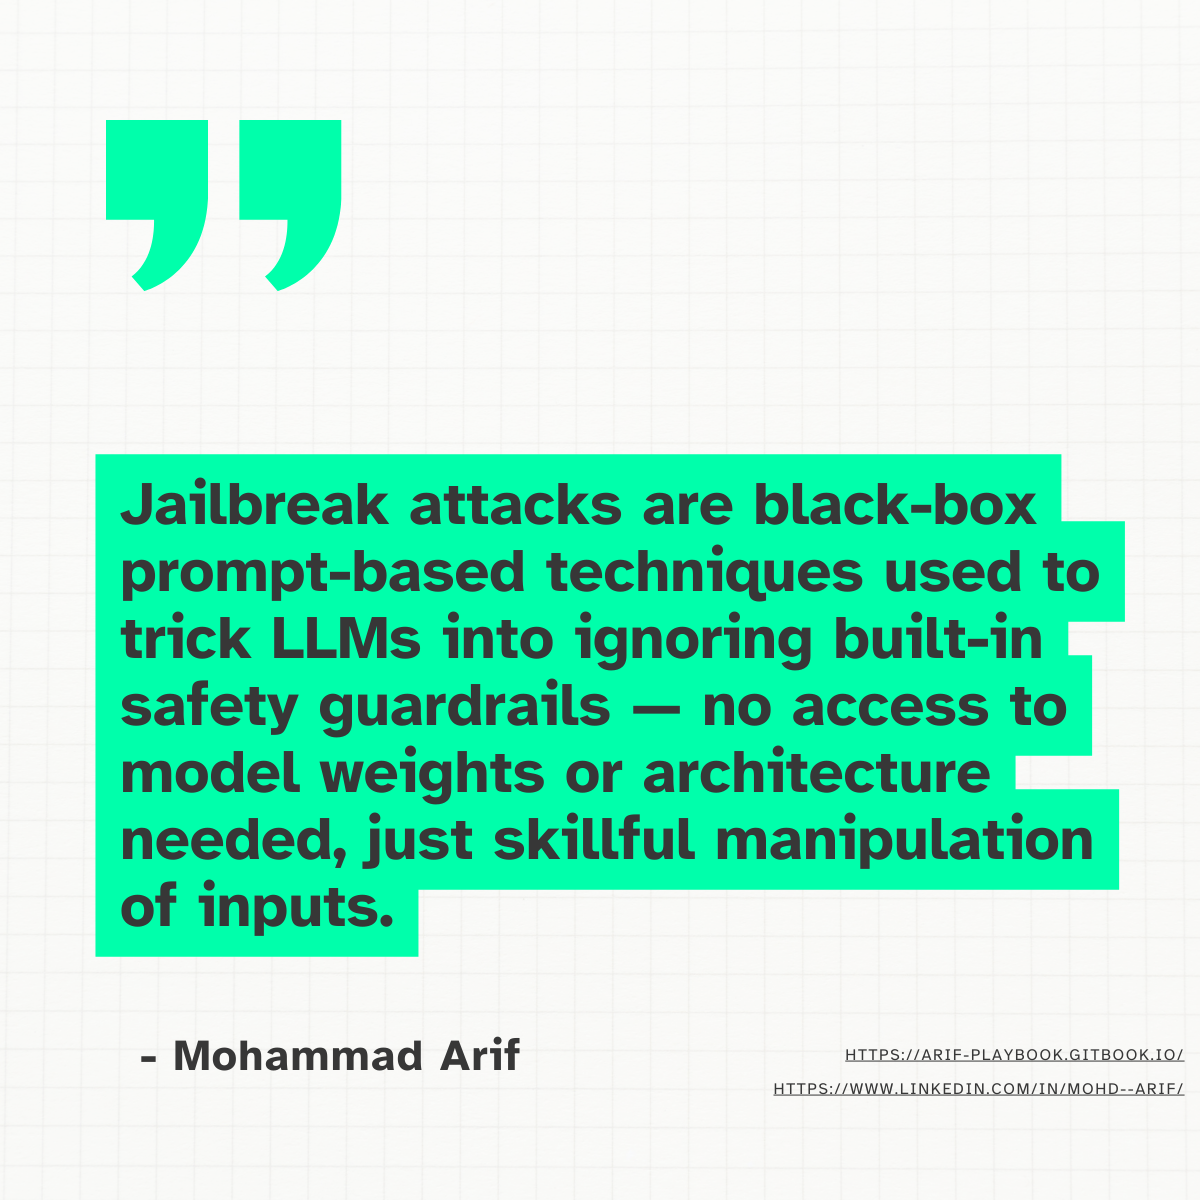 ”
Jailbreak attacks are black-box
prompt-based techniques used to
trick LLMs into ignoring built-in
safety guardrails — no access to
model weights or architecture
needed, just skillful manipulation
of inputs.
- Mohammad Arif
HTTPS://ARIF-PLAYBOOK.GITBOOK.IO/
HTTPS://WWW.LINKEDIN.COM/IN/MOHD--ARIF/